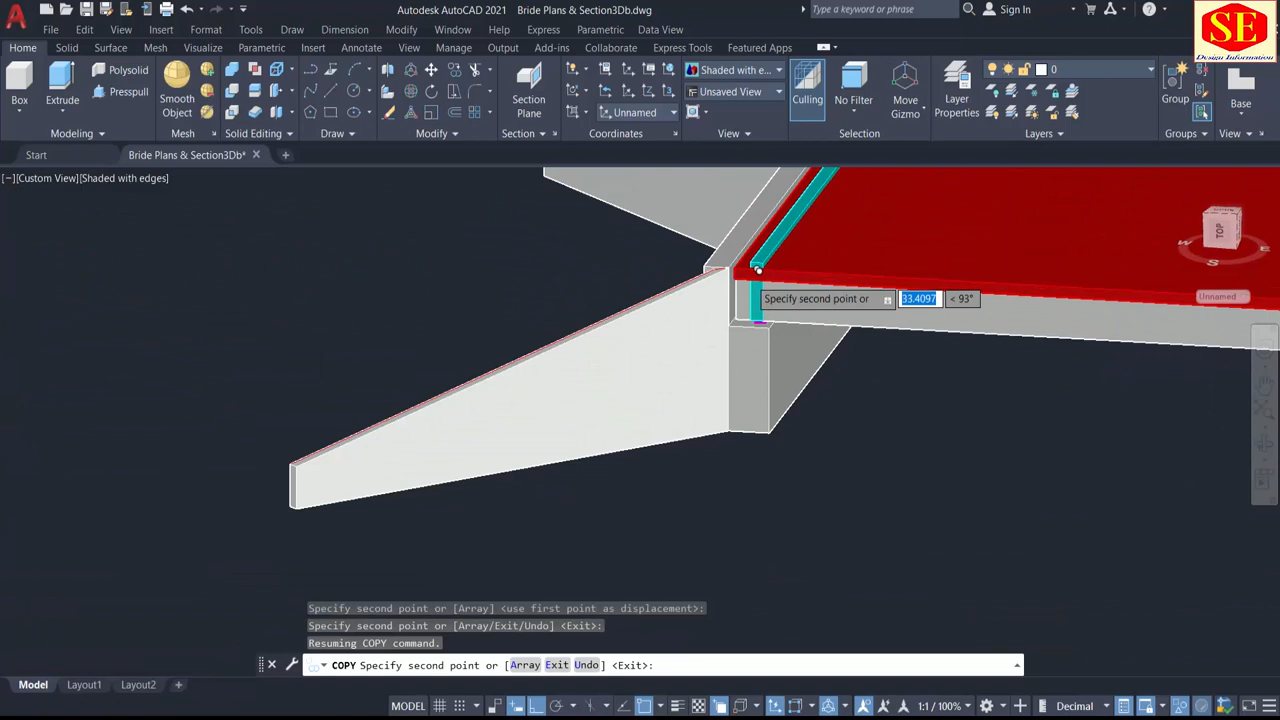 Autodesk AutoCAD 2021 Bride Plans & Section3Db.dwg
Type a keyword or phrase
Sign In
SE
Design Information
File Edit View Insert Format Tools Draw Dimension Modify Window Help Express Parametric Data View
Home Solid Surface Mesh Visualize Parametric Insert Annotate View Manage Output Add-ins Collaborate Express Tools Featured Apps
Box
Extrude
Polysolid
Presspull
Smooth Object
Section Plane
Unnamed
Shaded with e...
Unsaved View
Culling
No Filter
Move Gizmo
Layer Properties
0
Group
Base
Modeling Mesh Solid Editing Draw Modify Section Coordinates View Selection Layers Groups View
Start
Bride Plans & Section3Db*
[−][Custom View][Shaded with edges]
TOP
W
S
E
Unnamed
Specify second point or 33.4097 < 93°
Specify second point or [Array] <use first point as displacement>:
Specify second point or [Array/Exit/Undo] <Exit>:
Resuming COPY command.
COPY Specify second point or [Array Exit Undo] <Exit>:
Model Layout1 Layout2
MODEL
1:1 / 100%
Decimal